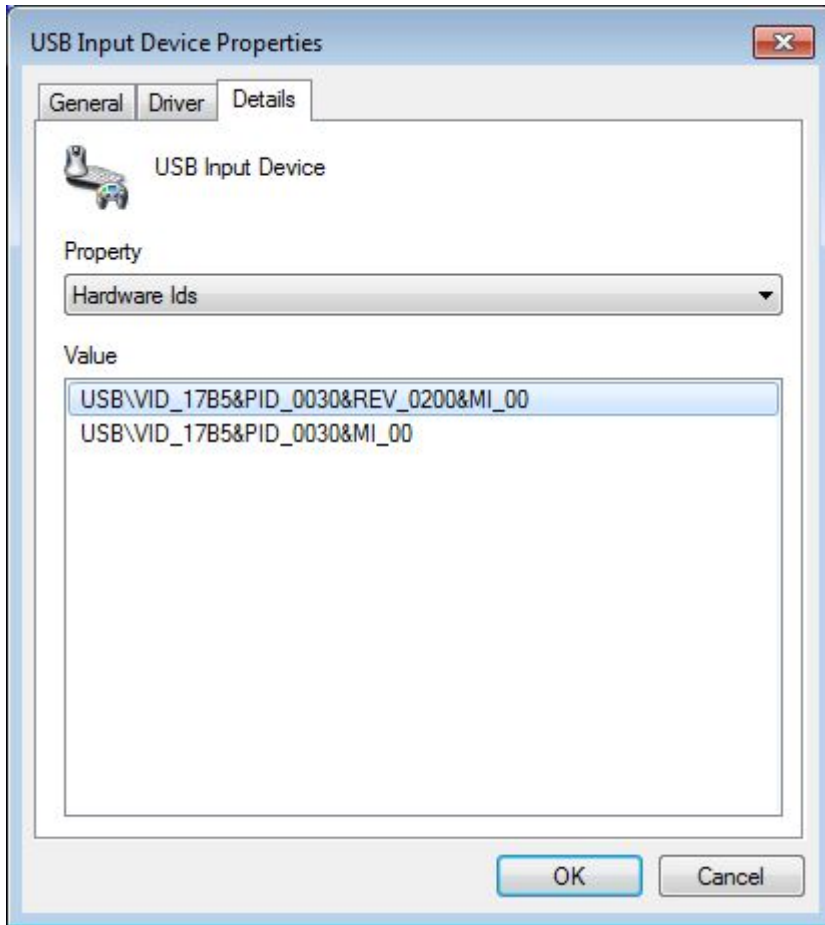 USB Input Device Properties
General Driver Details
USB Input Device
Property
Hardware Ids
Value
USB\VID_17B5&PID_0030&REV_0200&MI_00
USB\VID_17B5&PID_0030&MI_00
OK Cancel